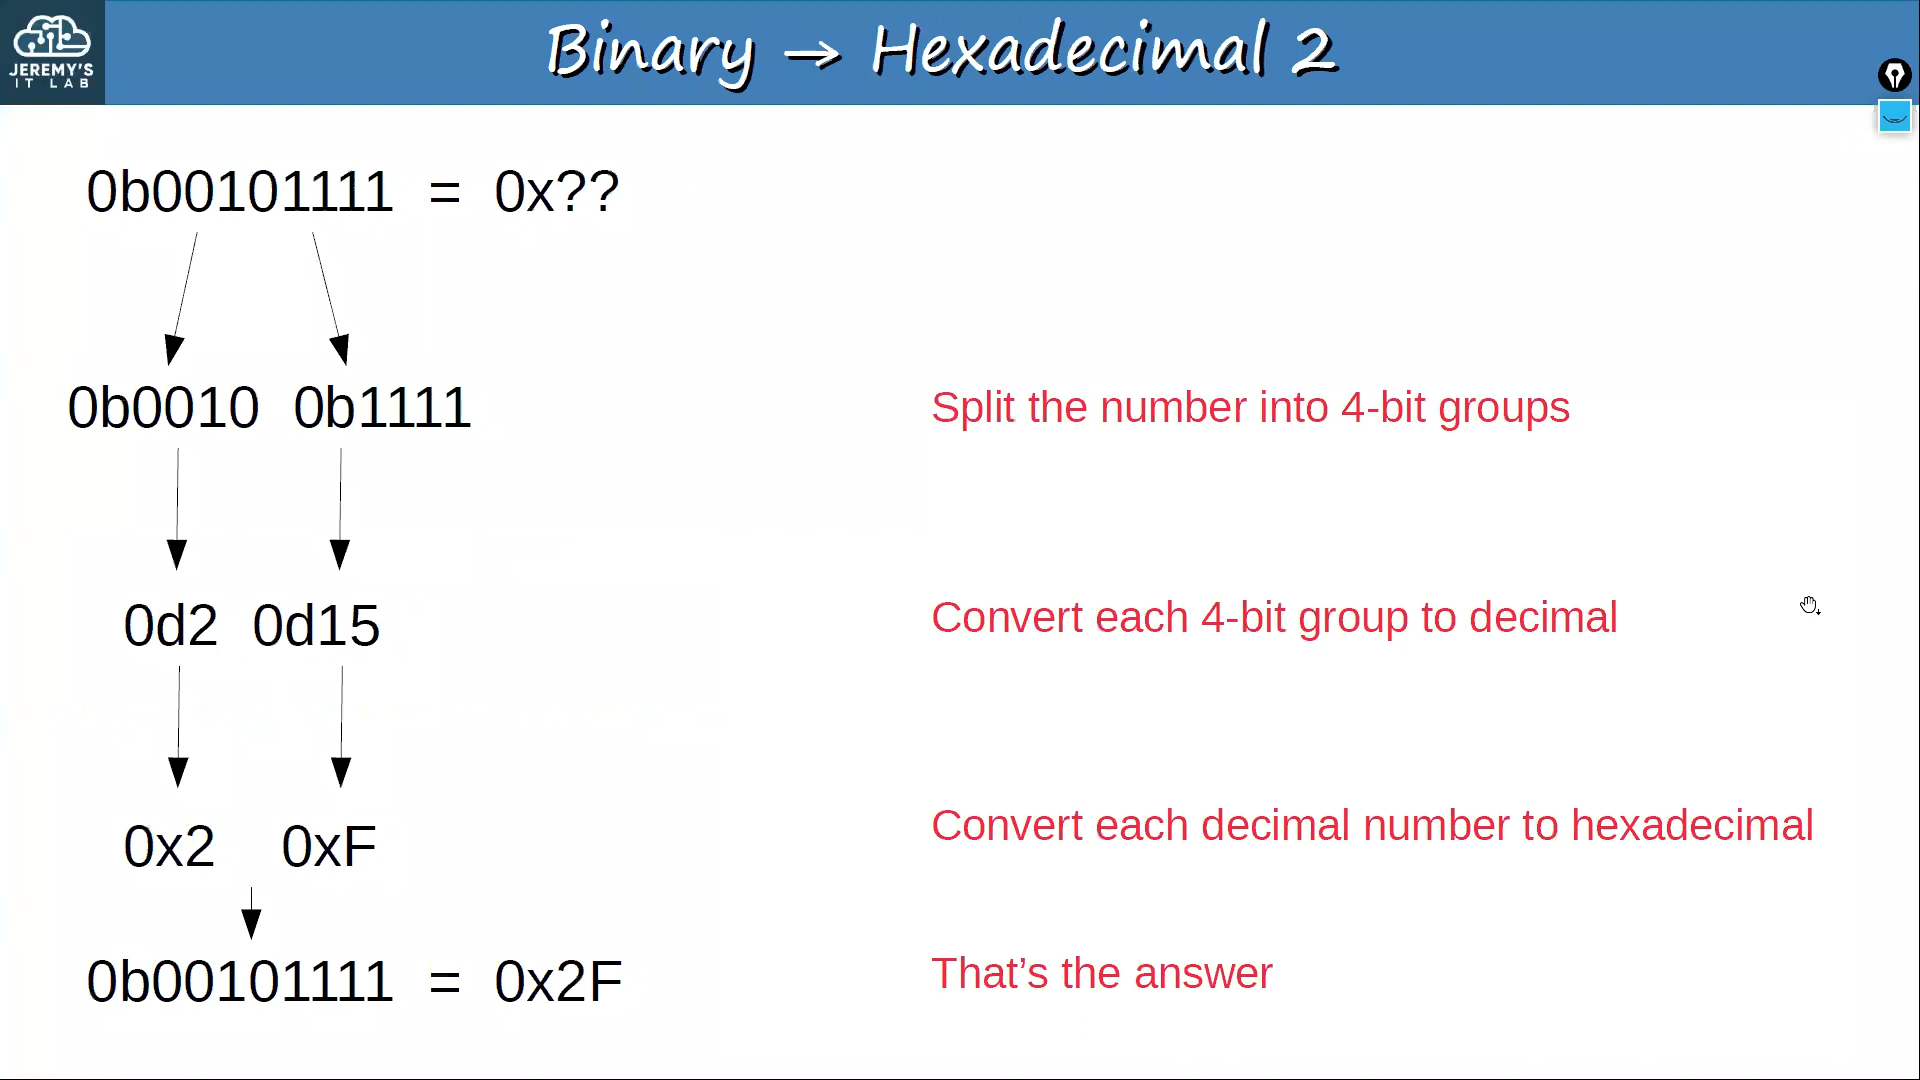 JEREMY'S
IT LAB
Binary → Hexadecimal 2
0b00101111 = 0x??
0b0010 0b1111
Split the number into 4-bit groups
0d2 0d15
Convert each 4-bit group to decimal
0x2 0xF
Convert each decimal number to hexadecimal
0b00101111 = 0x2F
That’s the answer